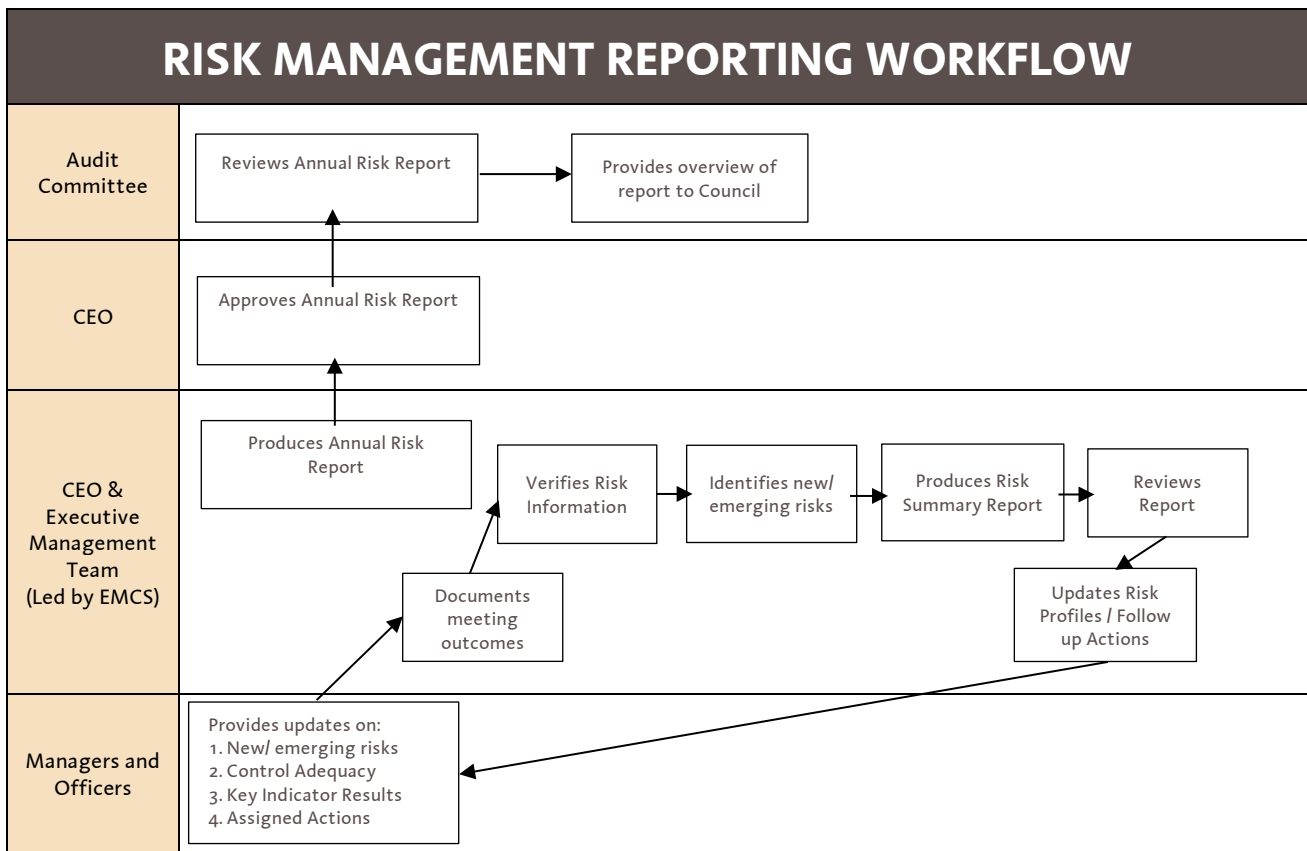 RISK MANAGEMENT REPORTING WORKFLOW
Audit
Committee
Reviews Annual Risk Report
Provides overview of
report to Council
CEO
Approves Annual Risk Report
CEO &
Executive
Management
Team
(Led by EMCS)
Produces Annual Risk
Report
Verifies Risk
Information
Identifies new/
emerging risks
Produces Risk
Summary Report
Reviews
Report
Documents
meeting
outcomes
Updates Risk
Profiles / Follow
up Actions
Managers and
Officers
Provides updates on:
1. New/ emerging risks
2. Control Adequacy
3. Key Indicator Results
4. Assigned Actions